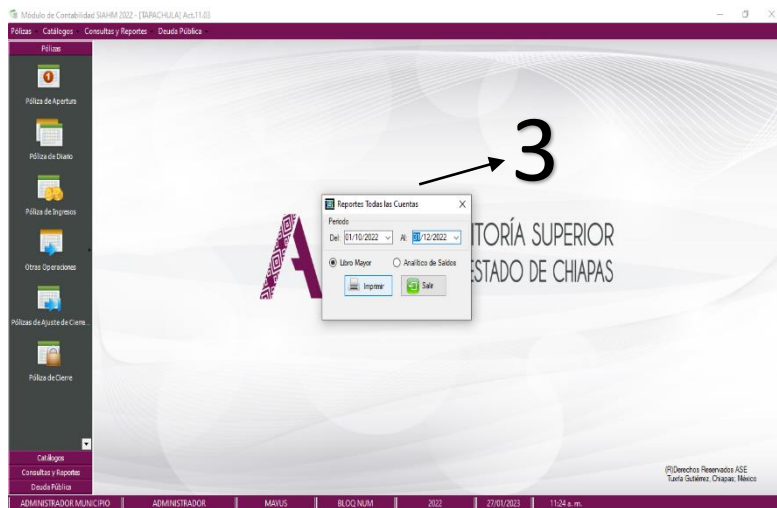 Módulo de Contabilidad SIAHM 2022 - [TAPACHULA] Act.11.03
Pólizas Catálogos Consultas y Reportes Deuda Pública
Pólizas
Póliza de Apertura
Póliza de Diario
Póliza de Ingresos
Otras Operaciones
Pólizas de Ajuste de Cierre...
Póliza de Cierre
Catálogos
Consultas y Reportes
Deuda Pública
3
Reportes Todas las Cuentas X
Periodo
Del: 01/10/2022 Al: 31/12/2022
Libro Mayor Analítico de Saldos
Imprimir Salir
A
ITORÍA SUPERIOR
ESTADO DE CHIAPAS
(R)Derechos Reservados ASE
Tuxtla Gutiérrez, Chiapas; México
ADMINISTRADOR MUNICIPIO ADMINISTRADOR MAYUS BLOQ NUM 2022 27/01/2023 11:24 a. m.